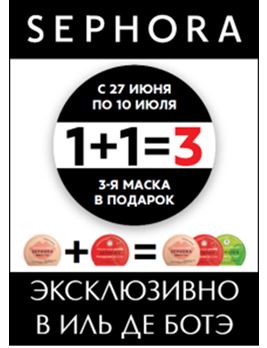 SEPHORA
С 27 ИЮНЯ
ПО 10 ИЮЛЯ
1+1=3
3-Я МАСКА
В ПОДАРОК
+ =
ЭКСКЛЮЗИВНО
В ИЛЬ ДЕ БОТЭ